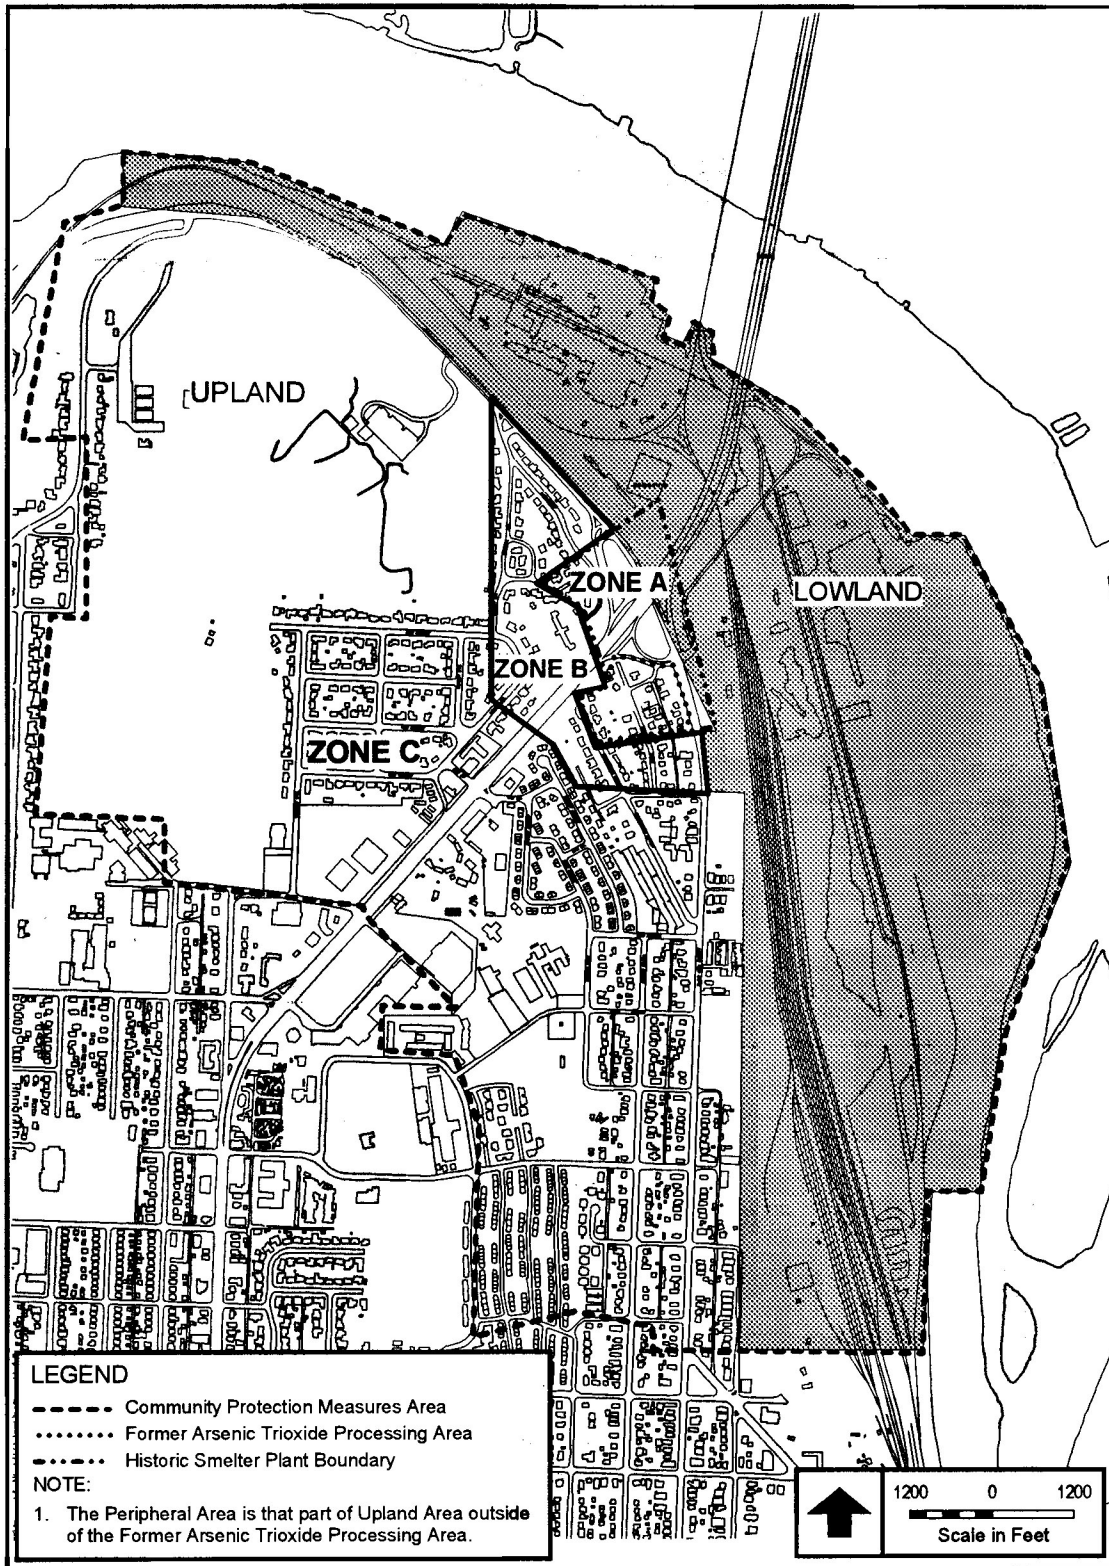 UPLAND
ZONE A
LOWLAND
ZONE B
ZONE C
LEGEND
Community Protection Measures Area
Former Arsenic Trioxide Processing Area
Historic Smelter Plant Boundary
NOTE:
1. The Peripheral Area is that part of Upland Area outside
of the Former Arsenic Trioxide Processing Area.
1200 0 1200
Scale in Feet